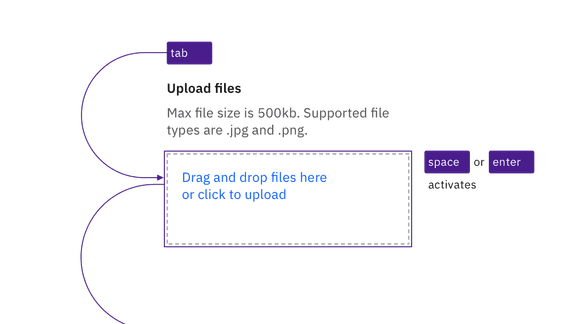 tab
Upload files
Max file size is 500kb. Supported file
types are .jpg and .png.
Drag and drop files here
or click to upload
space or enter
activates